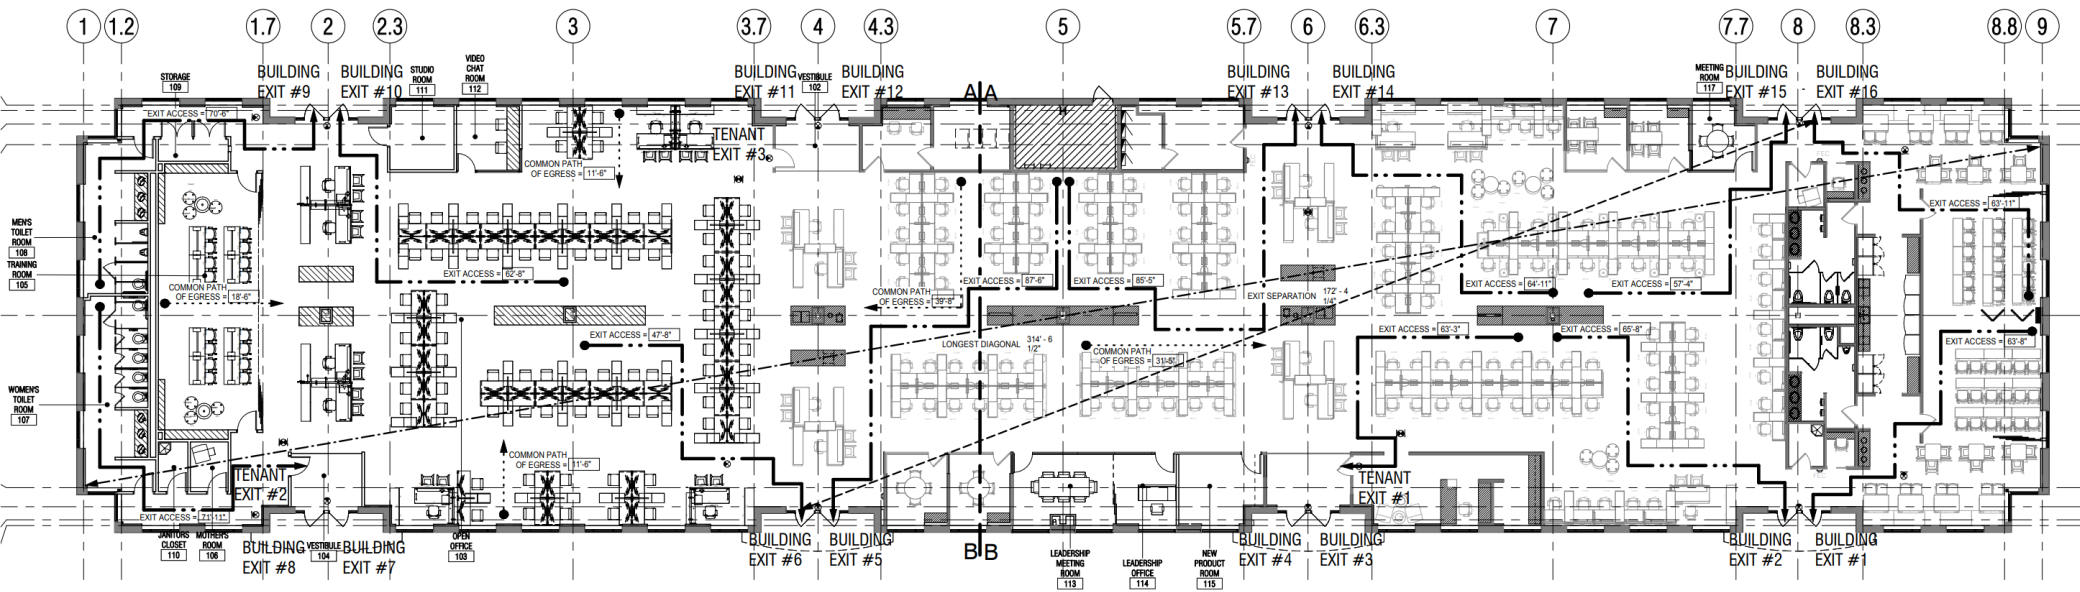 1
1.2
1.7
2
2.3
3
3.7
4
4.3
5
5.7
6
6.3
7
7.7
8
8.3
8.8
9
STORAGE
109
BUILDING
EXIT #9
BUILDING
EXIT #10
STUDIO
ROOM
111
VIDEO
CHAT
ROOM
112
BUILDING
EXIT #11
VESTIBULE
102
BUILDING
EXIT #12
A A
BUILDING
EXIT #13
BUILDING
EXIT #14
MEETING
ROOM
117
BUILDING
EXIT #15
BUILDING
EXIT #16
EXIT ACCESS = 70'-6"
TENANT
EXIT #3
COMMON PATH
OF EGRESS = 11'-6"
MEN'S
TOILET
ROOM
108
TRAINING
ROOM
105
COMMON PATH
OF EGRESS = 18'-6"
EXIT ACCESS = 62'-8"
EXIT ACCESS = 47'-8"
COMMON PATH
OF EGRESS = 39'-8"
EXIT ACCESS = 87'-6"
EXIT ACCESS = 85'-5"
EXIT SEPARATION 172' - 4
1/4"
LONGEST DIAGONAL 314' - 6
1/2"
COMMON PATH
OF EGRESS = 31'-5"
EXIT ACCESS = 64'-11"
EXIT ACCESS = 57'-4"
EXIT ACCESS = 63'-3"
EXIT ACCESS = 65'-8"
EXIT ACCESS = 63'-11"
EXIT ACCESS = 63'-8"
FEC
WOMEN'S
TOILET
ROOM
107
COMMON PATH
OF EGRESS = 11'-6"
TENANT
EXIT #2
TENANT
EXIT #1
EXIT ACCESS = 71'-11"
JANITORS
CLOSET
110
MOTHER'S
ROOM
106
BUILDING
EXIT #8
VESTIBULE
104
BUILDING
EXIT #7
OPEN
OFFICE
103
BUILDING
EXIT #6
BUILDING
EXIT #5
B B
LEADERSHIP
MEETING
ROOM
113
LEADERSHIP
OFFICE
114
NEW
PRODUCT
ROOM
115
BUILDING
EXIT #4
BUILDING
EXIT #3
BUILDING
EXIT #2
BUILDING
EXIT #1